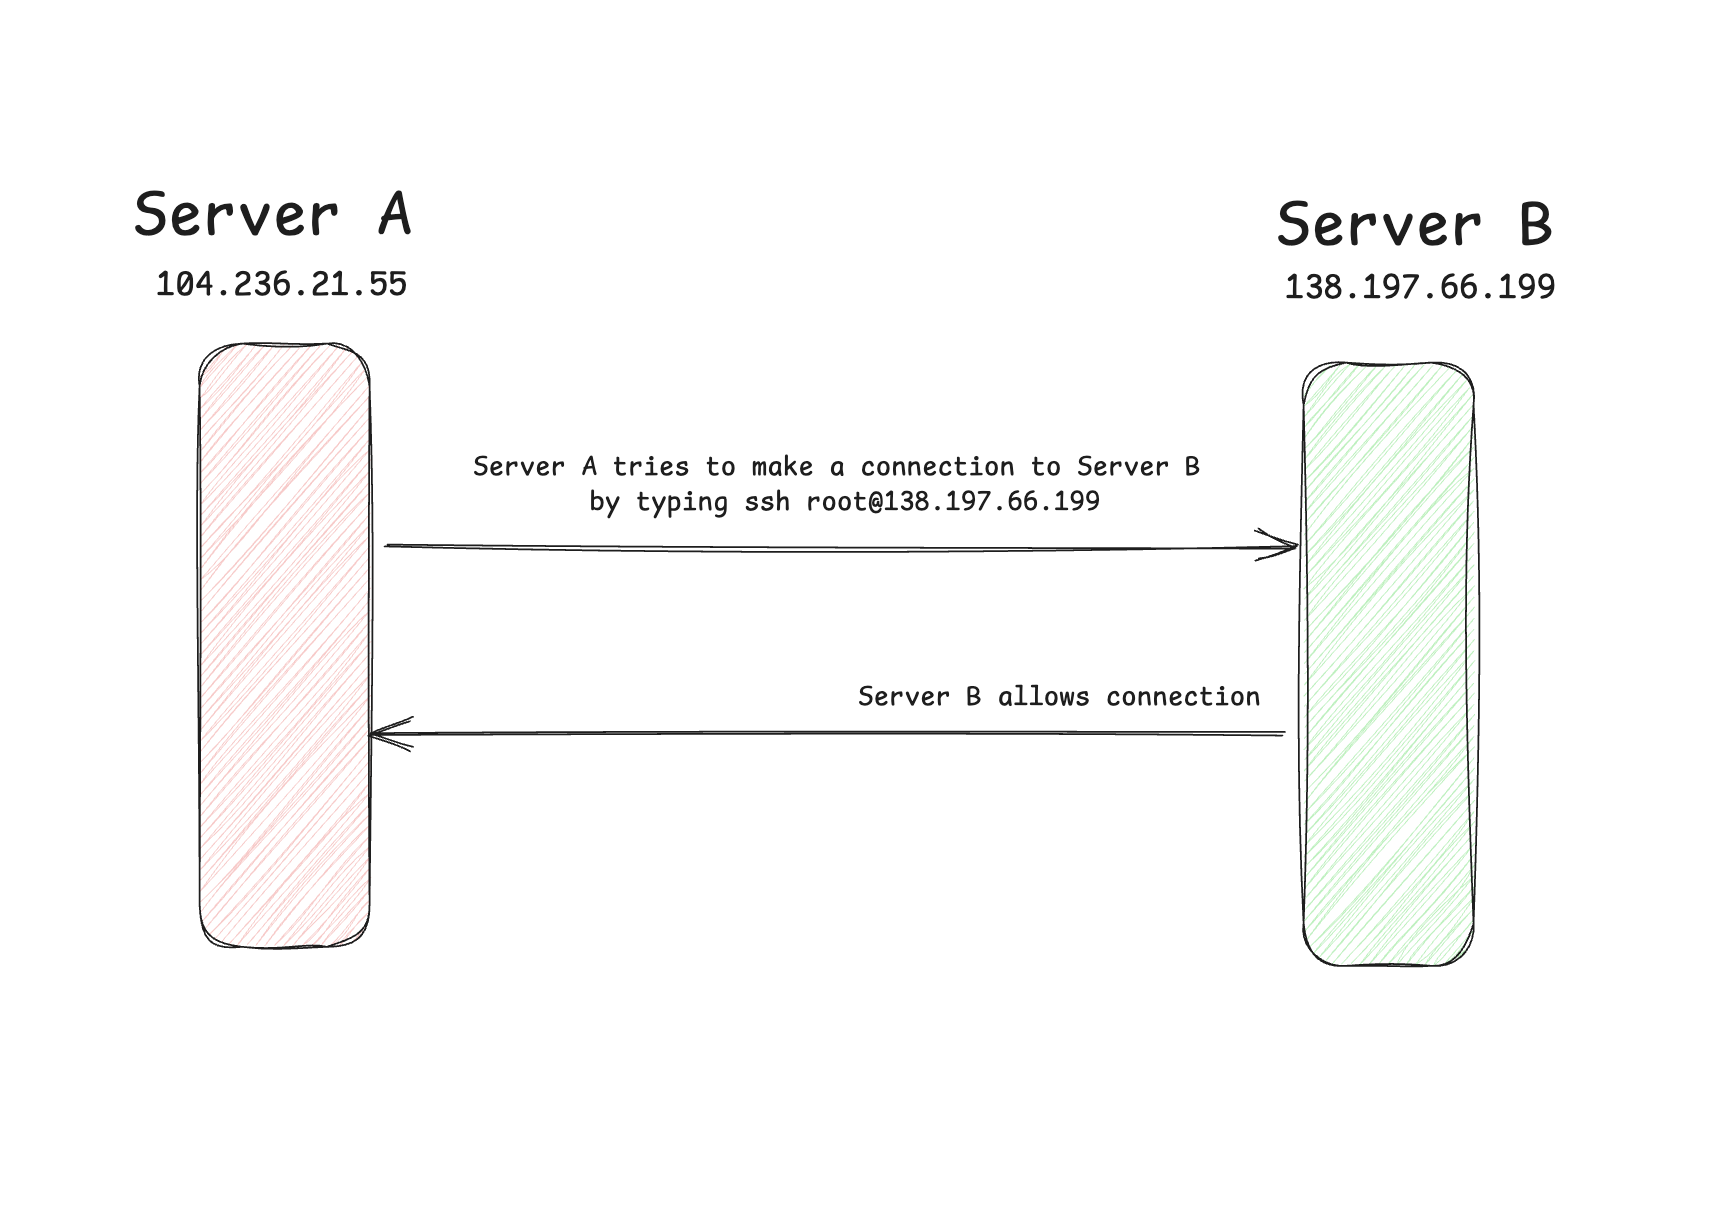 Server A
104.236.21.55
Server B
138.197.66.199
Server A tries to make a connection to Server B
by typing ssh root@138.197.66.199
Server B allows connection